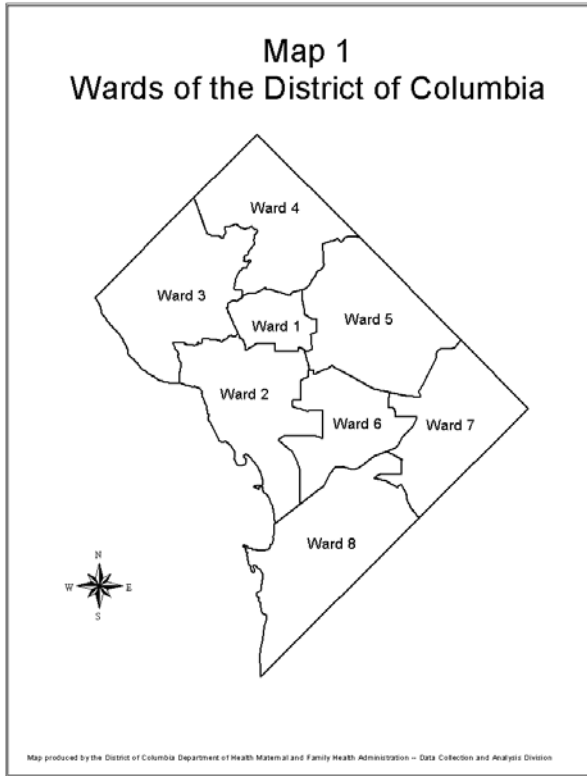 Map 1
Wards of the District of Columbia
Ward 4
Ward 3
Ward 1
Ward 5
Ward 2
Ward 6
Ward 7
Ward 8
N
W E
S
Map produced by the District of Columbia Department of Health Maternal and Family Health Administration -- Data Collection and Analysis Division